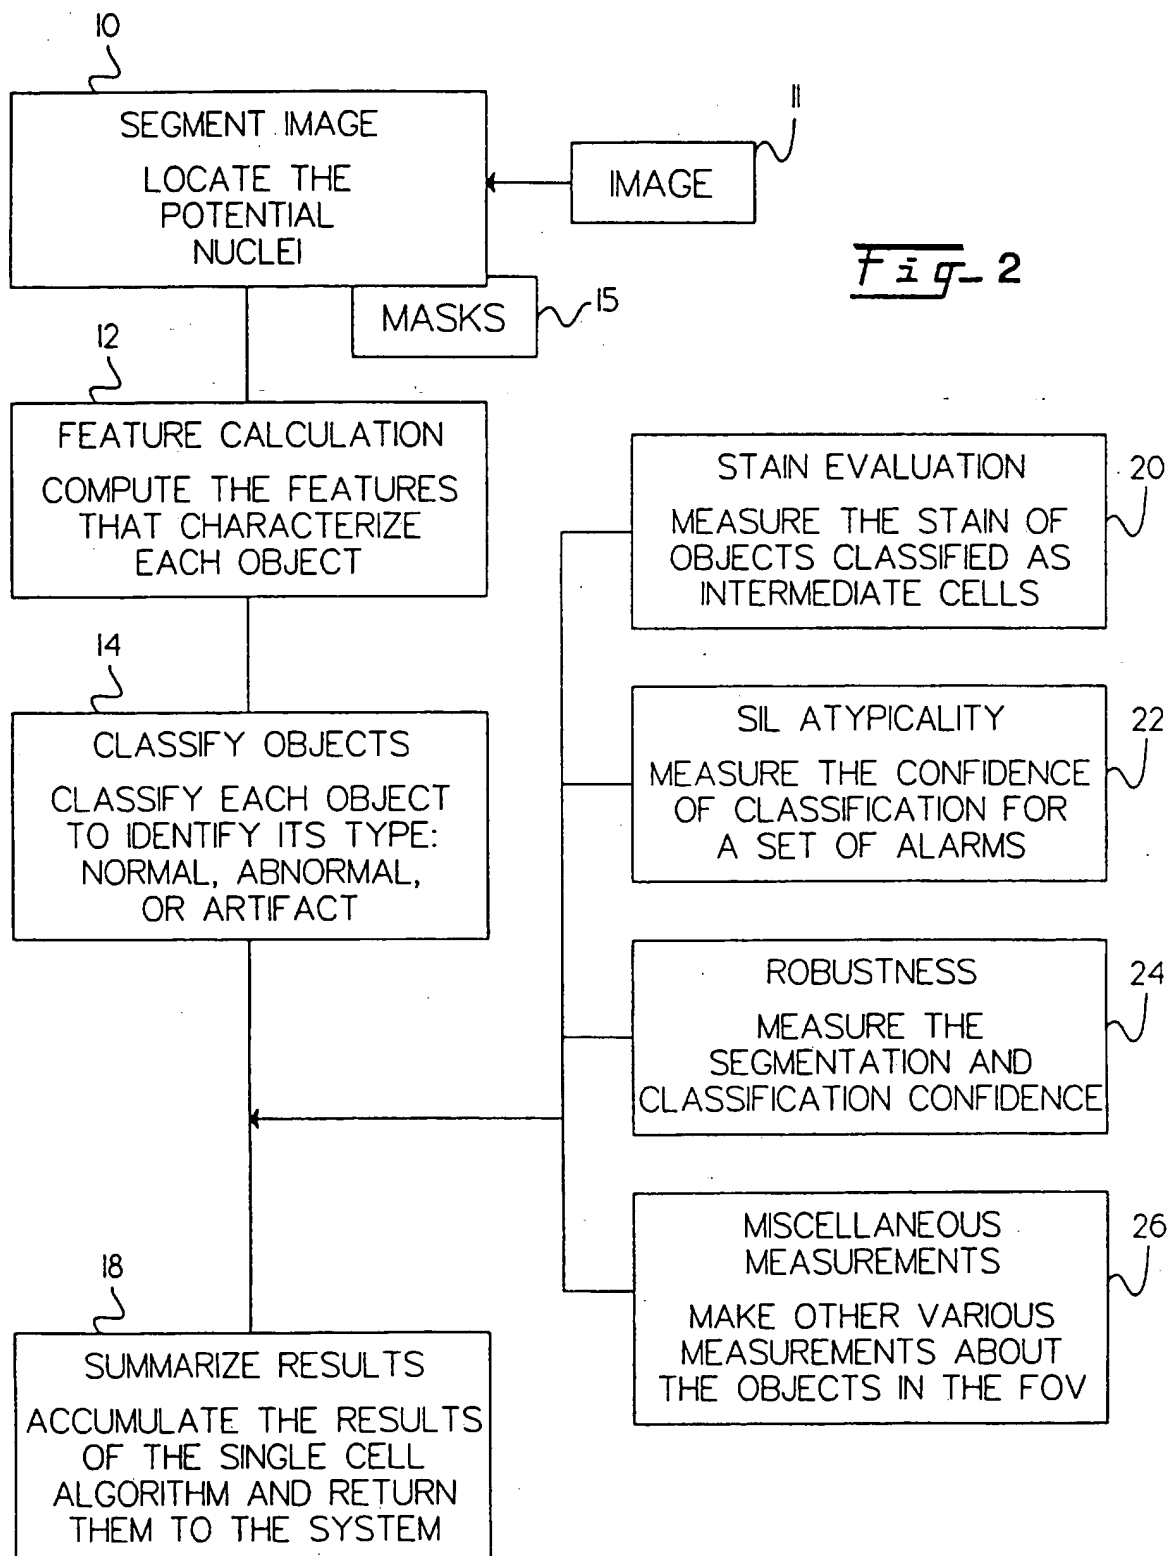 10
SEGMENT IMAGE
LOCATE THE
POTENTIAL
NUCLEI
11
IMAGE
Fig-2
MASKS
15
12
FEATURE CALCULATION
COMPUTE THE FEATURES
THAT CHARACTERIZE
EACH OBJECT
14
CLASSIFY OBJECTS
CLASSIFY EACH OBJECT
TO IDENTIFY ITS TYPE:
NORMAL, ABNORMAL,
OR ARTIFACT
STAIN EVALUATION
MEASURE THE STAIN OF
OBJECTS CLASSIFIED AS
INTERMEDIATE CELLS
20
SIL ATYPICALITY
MEASURE THE CONFIDENCE
OF CLASSIFICATION FOR
A SET OF ALARMS
22
ROBUSTNESS
MEASURE THE
SEGMENTATION AND
CLASSIFICATION CONFIDENCE
24
MISCELLANEOUS
MEASUREMENTS
MAKE OTHER VARIOUS
MEASUREMENTS ABOUT
THE OBJECTS IN THE FOV
26
18
SUMMARIZE RESULTS
ACCUMULATE THE RESULTS
OF THE SINGLE CELL
ALGORITHM AND RETURN
THEM TO THE SYSTEM